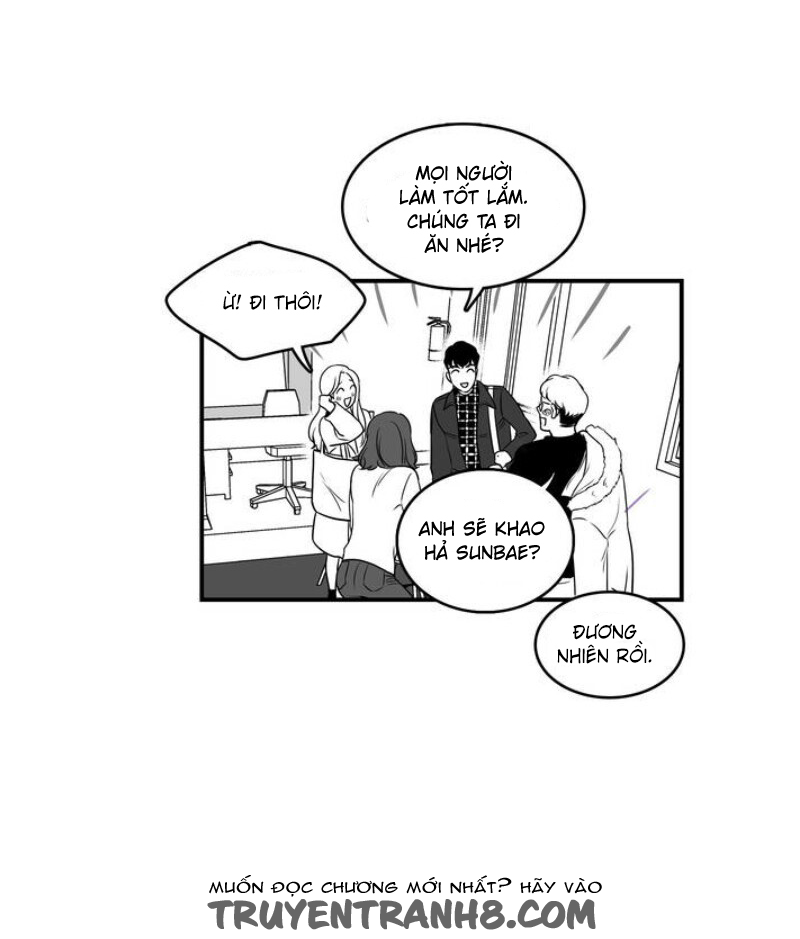 MỌI NGƯỜI
LÀM TỐT LẮM.
CHÚNG TA ĐI
ĂN NHÉ?
Ừ! ĐI THÔI!
ANH SẼ KHAO
HẢ SUNBAE?
ĐƯƠNG
NHIÊN RỒI.
MUỐN ĐỌC CHƯƠNG MỚI NHẤT? HÃY VÀO
TRUYENTRANH8.COM